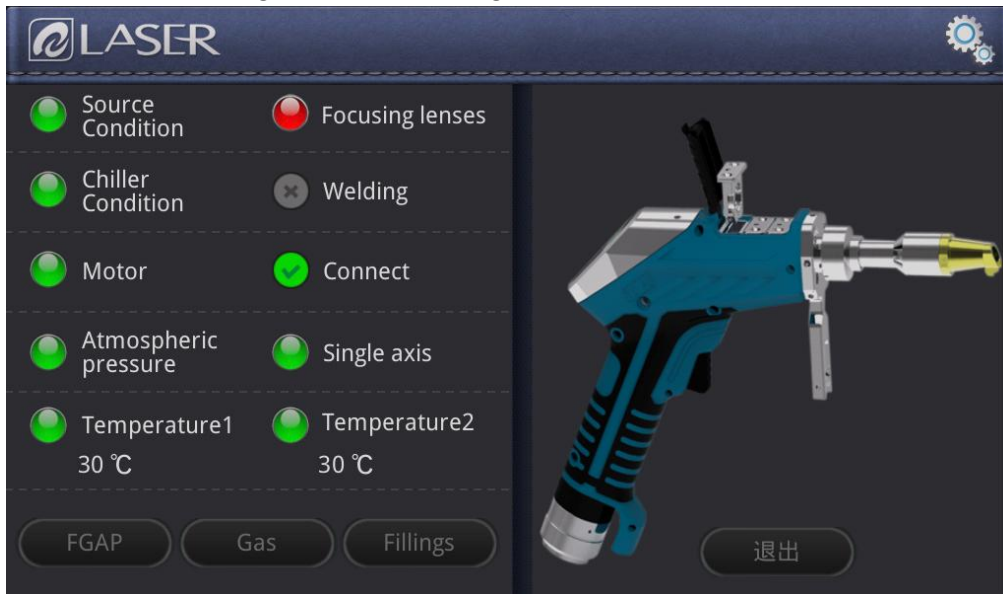 LASER
Source
Condition
Focusing lenses
Chiller
Condition
Welding
Motor
Connect
Atmospheric
pressure
Single axis
Temperature1
30 ℃
Temperature2
30 ℃
FGAP
Gas
Fillings
退出